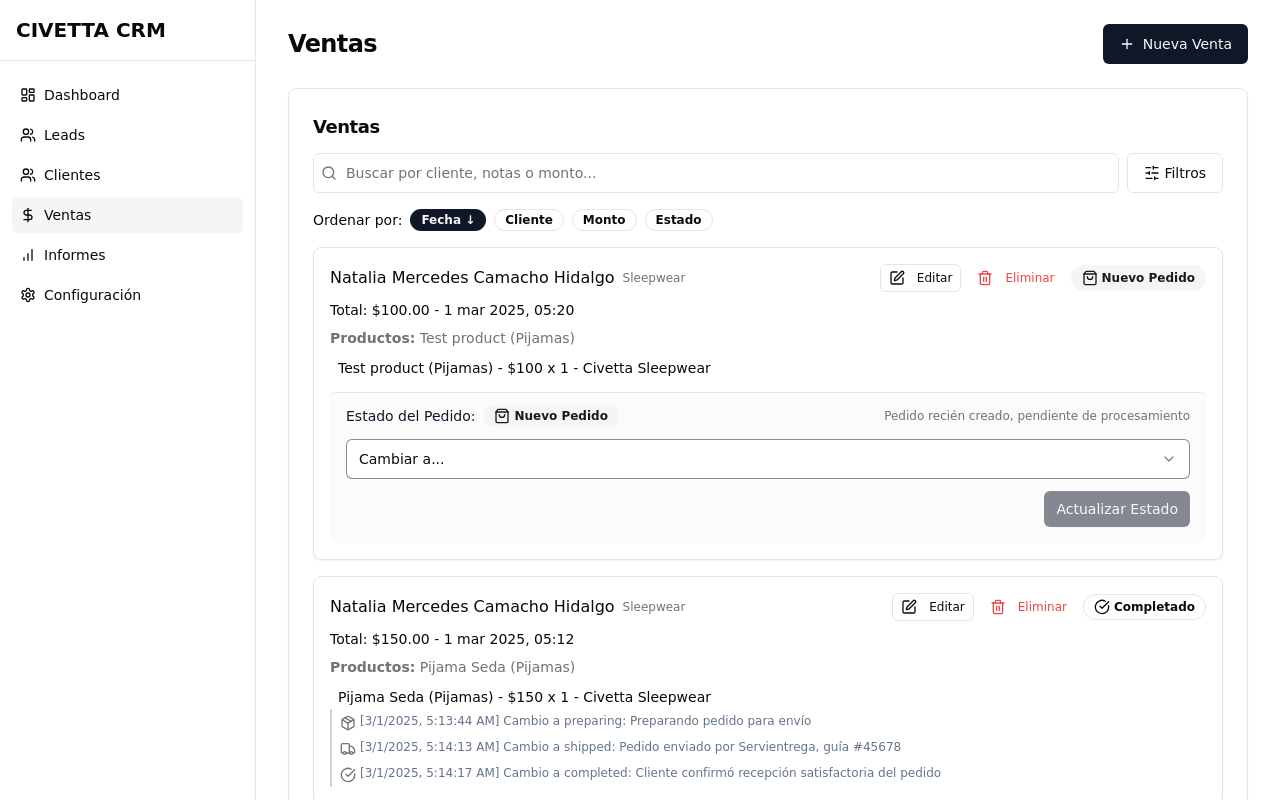 CIVETTA CRM
Dashboard
Leads
Clientes
Ventas
Informes
Configuración
Ventas
Nueva Venta
Ventas
Buscar por cliente, notas o monto...
Filtros
Ordenar por: Fecha ↓ Cliente Monto Estado
Natalia Mercedes Camacho Hidalgo Sleepwear Editar Eliminar Nuevo Pedido
Total: $100.00 - 1 mar 2025, 05:20
Productos: Test product (Pijamas)
Test product (Pijamas) - $100 x 1 - Civetta Sleepwear
Estado del Pedido: Nuevo Pedido Pedido recién creado, pendiente de procesamiento
Cambiar a...
Actualizar Estado
Natalia Mercedes Camacho Hidalgo Sleepwear Editar Eliminar Completado
Total: $150.00 - 1 mar 2025, 05:12
Productos: Pijama Seda (Pijamas)
Pijama Seda (Pijamas) - $150 x 1 - Civetta Sleepwear
[3/1/2025, 5:13:44 AM] Cambio a preparing: Preparando pedido para envío
[3/1/2025, 5:14:13 AM] Cambio a shipped: Pedido enviado por Servientrega, guía #45678
[3/1/2025, 5:14:17 AM] Cambio a completed: Cliente confirmó recepción satisfactoria del pedido